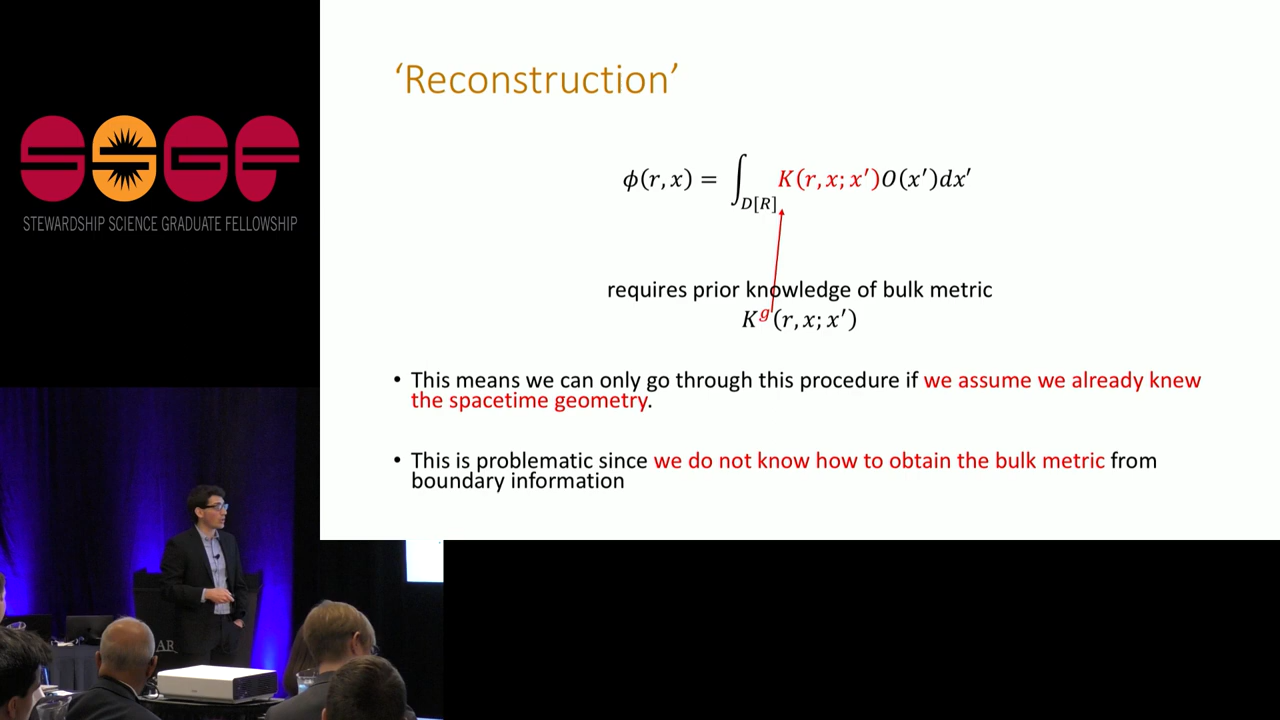 SSGF
STEWARDSHIP SCIENCE GRADUATE FELLOWSHIP
‘Reconstruction’
ϕ(r, x) = ∫_{D[R]} K(r, x; x′)O(x′)dx′
requires prior knowledge of bulk metric
K^g(r, x; x′)
• This means we can only go through this procedure if we assume we already knew
the spacetime geometry.
• This is problematic since we do not know how to obtain the bulk metric from
boundary information
AR